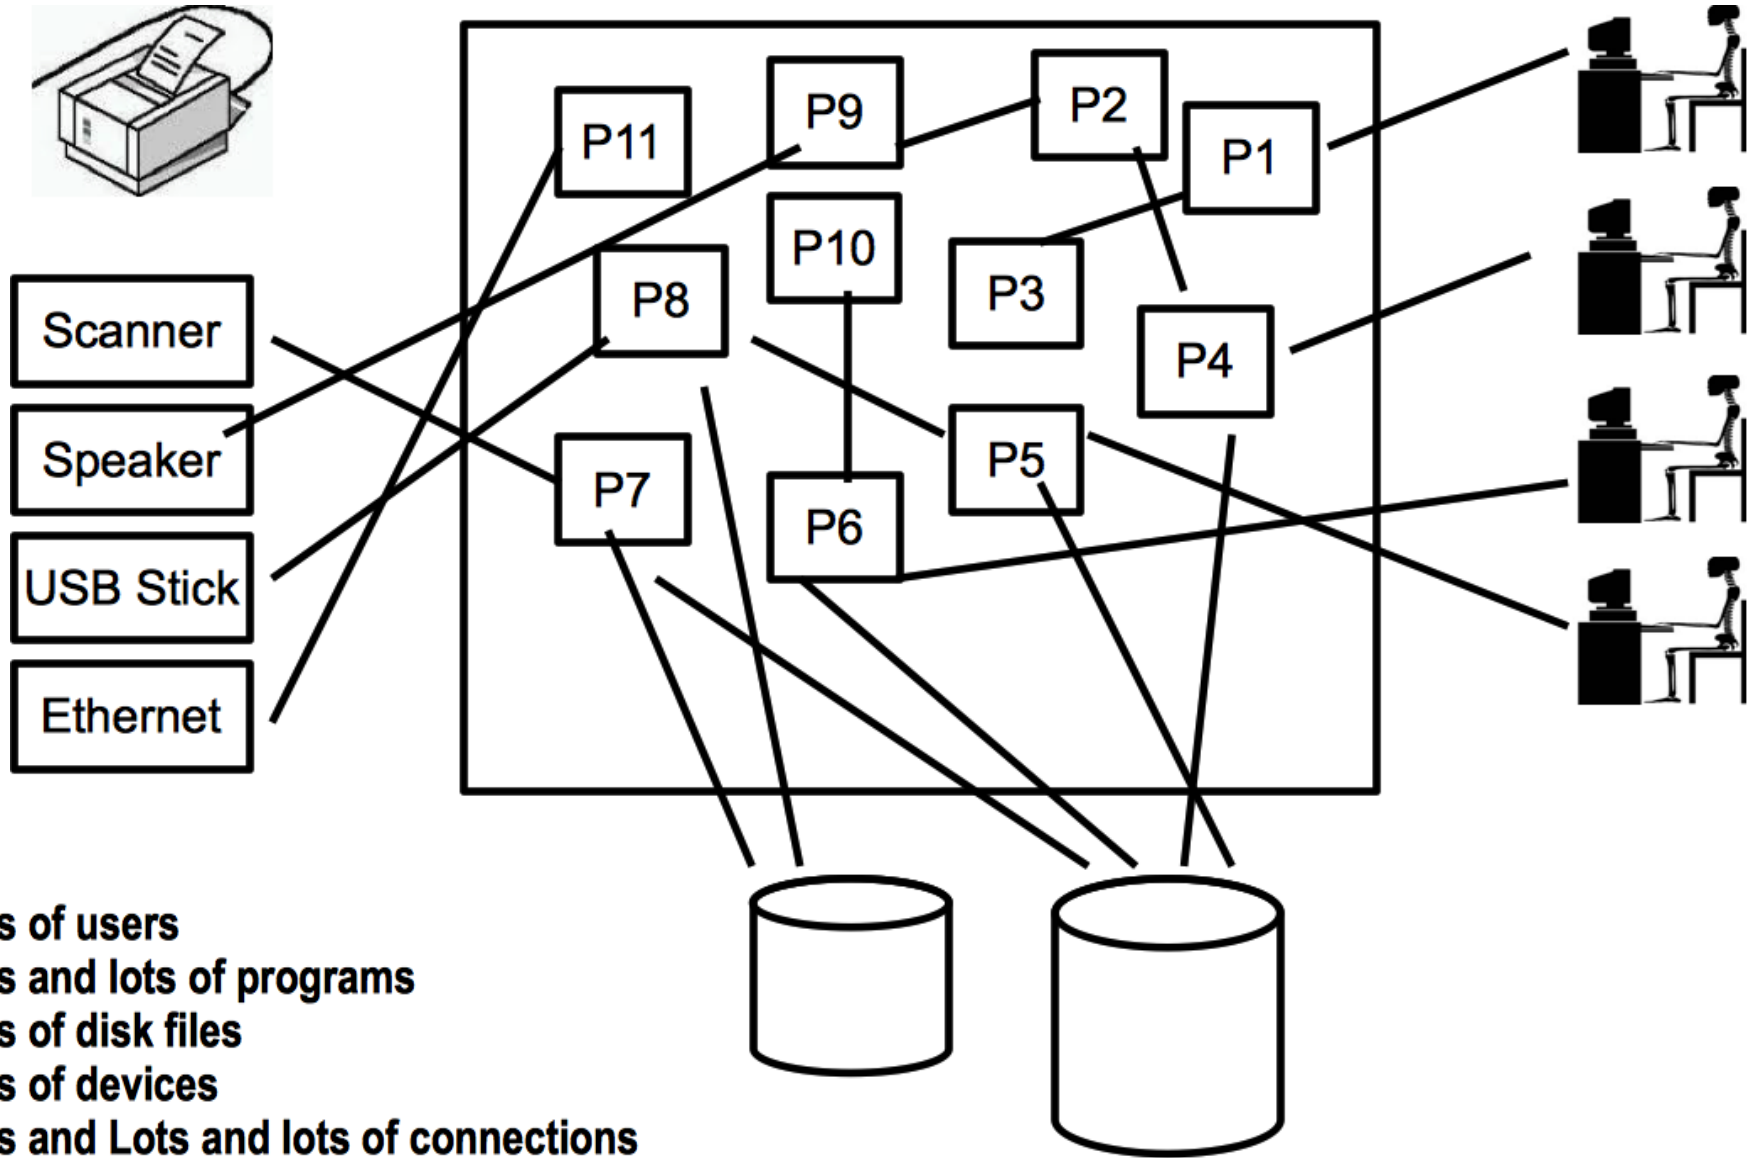 P11
P9
P2
P1
P10
P8
P3
P4
P7
P6
P5
Scanner
Speaker
USB Stick
Ethernet
s of users
s and lots of programs
s of disk files
s of devices
s and Lots and lots of connections